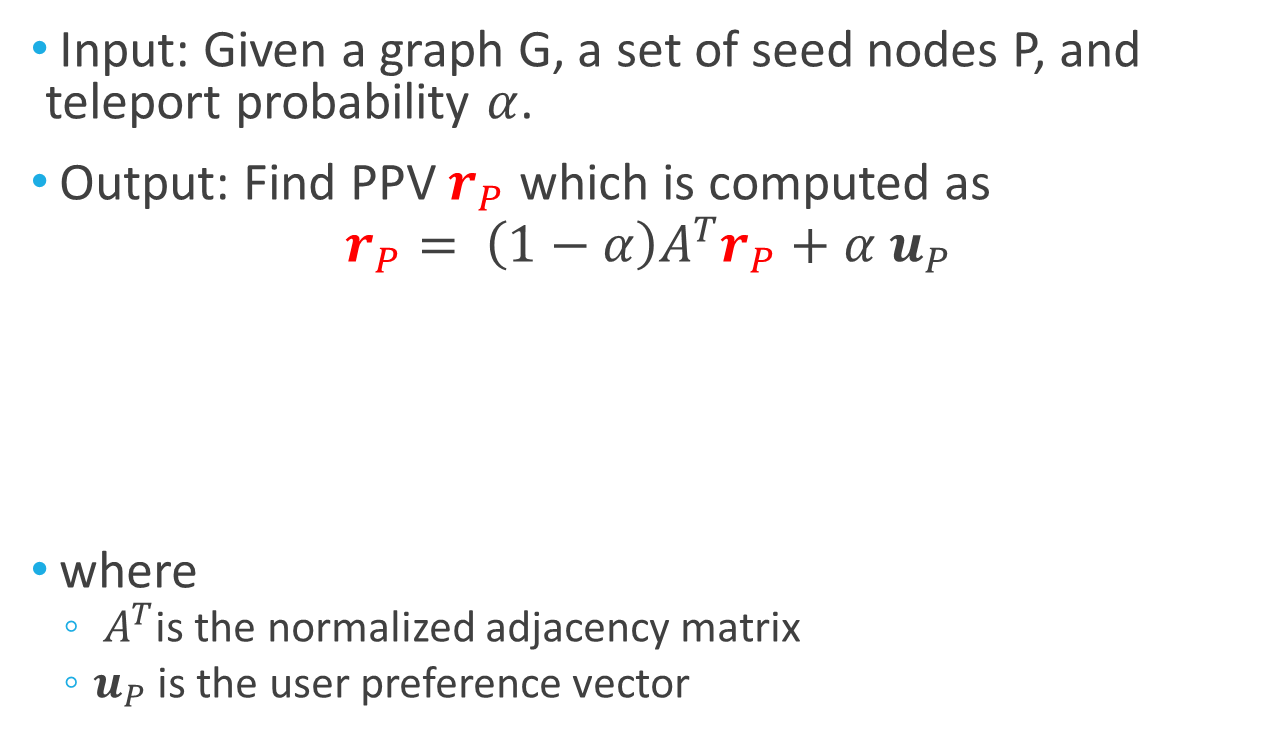 • Input: Given a graph G, a set of seed nodes P, and
teleport probability α.
• Output: Find PPV 𝒓_P which is computed as
𝒓_P = (1 − α)A^T 𝒓_P + α 𝒖_P
• where
◦ A^T is the normalized adjacency matrix
◦ 𝒖_P is the user preference vector